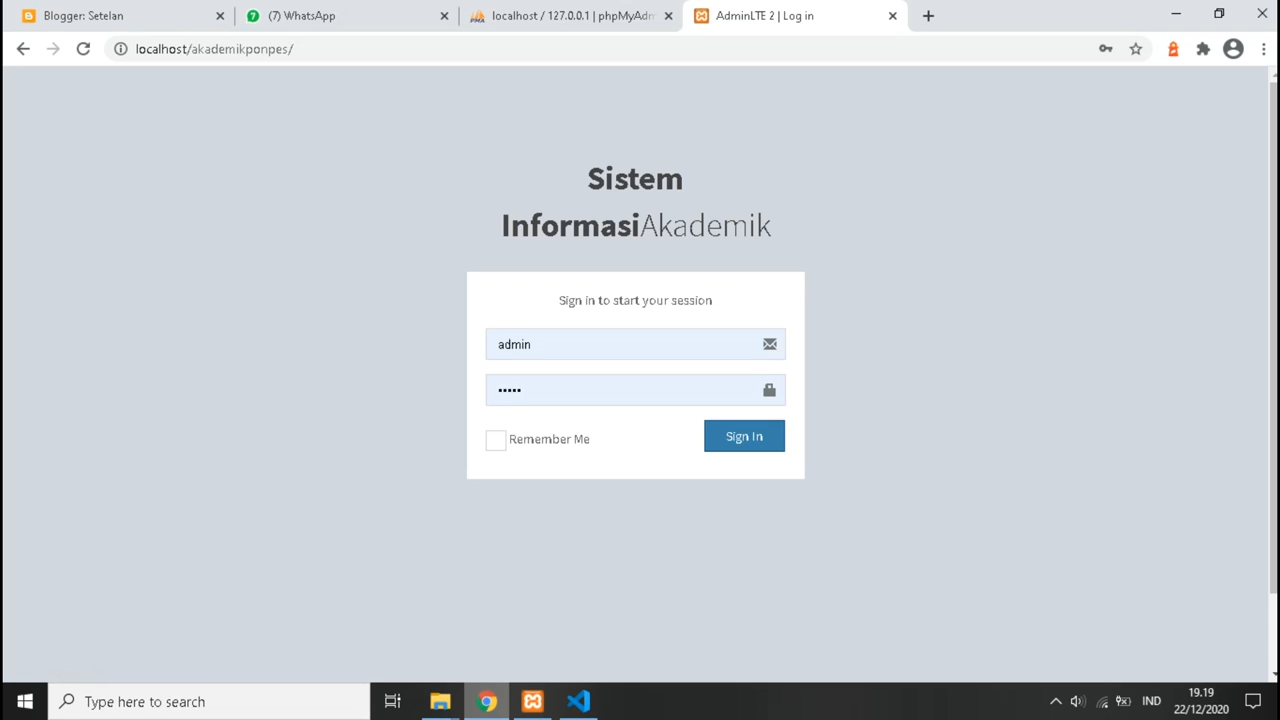 Blogger: Setelan
(7) WhatsApp
localhost / 127.0.0.1 | phpMyAdm
AdminLTE 2 | Log in
localhost/akademikponpes/
Sistem
InformasiAkademik
Sign in to start your session
admin
•••••
Remember Me
Sign In
Type here to search
IND
19.19
22/12/2020